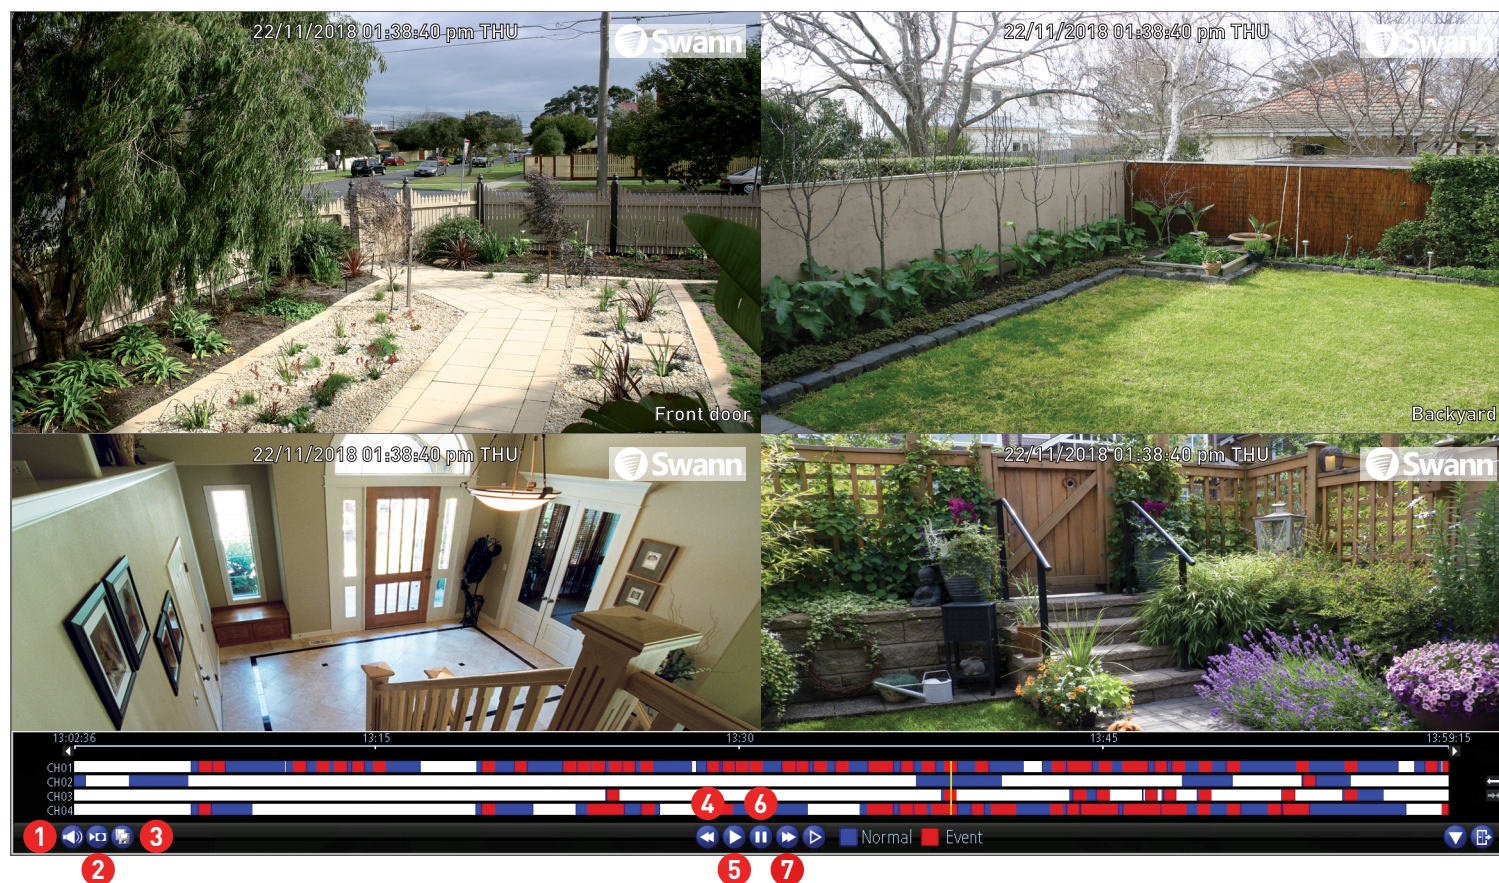 22/11/2018 01:38:40 pm THU
Swann
22/11/2018 01:38:40 pm THU
Swann
Front door
Backyard
22/11/2018 01:38:40 pm THU
Swann
22/11/2018 01:38:40 pm THU
Swann
13:02:36 13:15 13:30 13:45 13:59:15
CH01
CH02
CH03
CH04
4 6
1 3 Normal Event
2 5 7